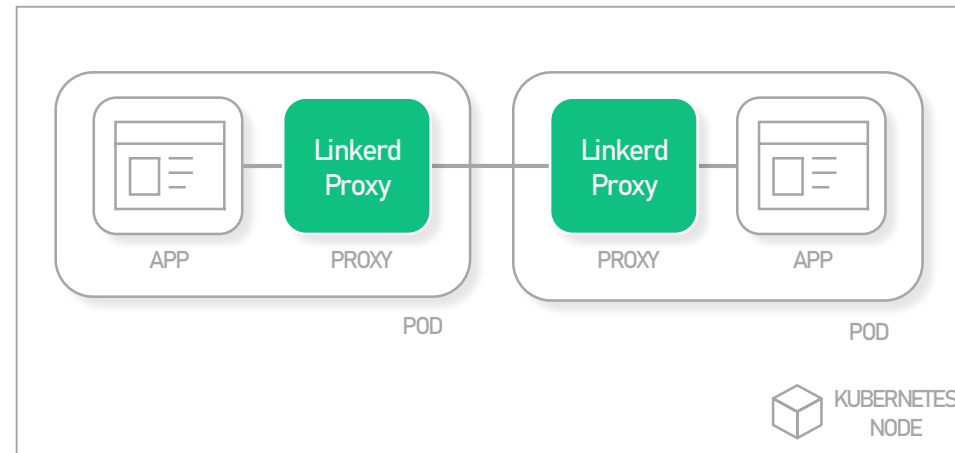 Linkerd
Proxy
Linkerd
Proxy
APP
PROXY
PROXY
APP
POD
POD
KUBERNETES
NODE